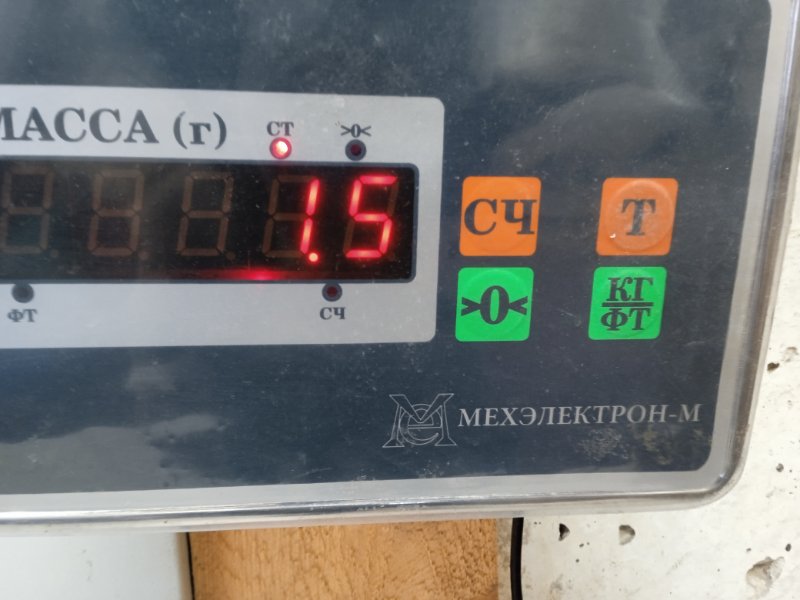 МАССА (г)
СТ >0<
1.5
СЧ Т
>0< КГ
ФТ
ФТ СЧ
МЕХЭЛЕКТРОН-М